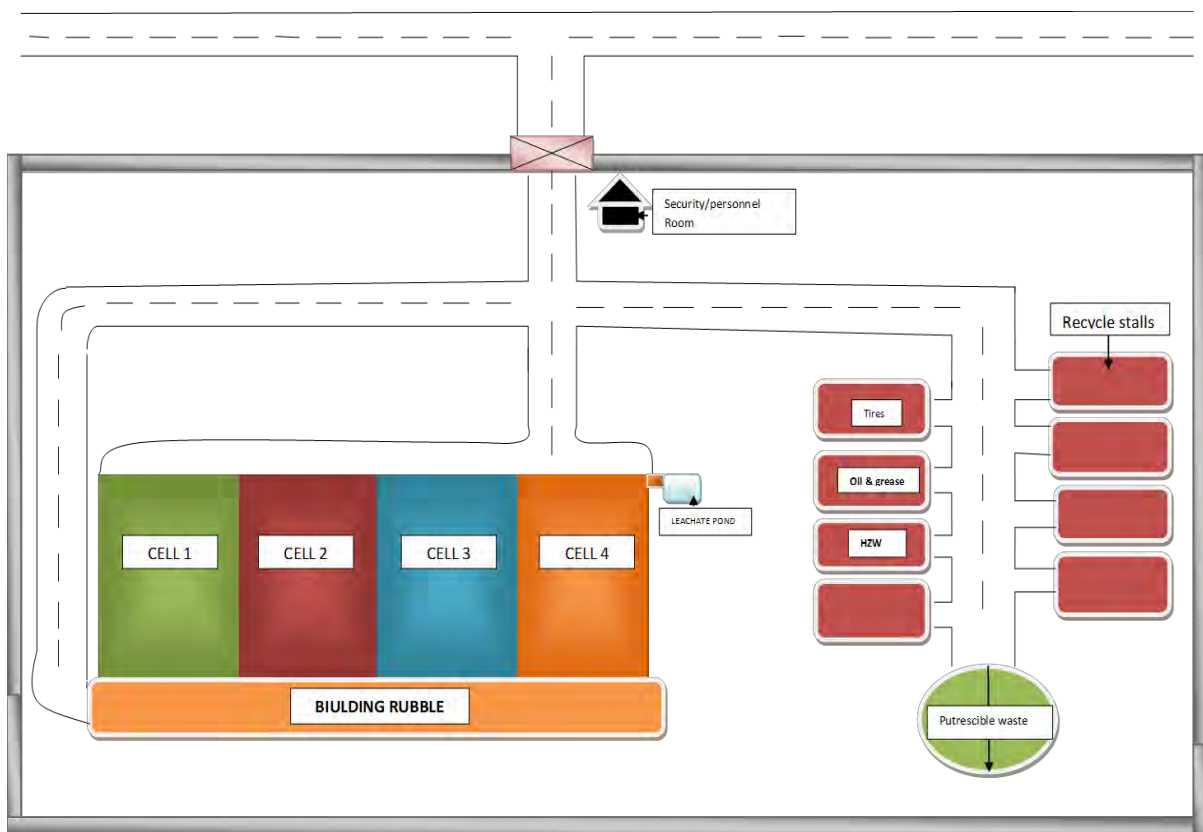 Security/personnel
Room
Recycle stalls
Tires
Oil & grease
LEACHATE POND
HZW
CELL 1
CELL 2
CELL 3
CELL 4
BIULDING RUBBLE
Putrescible waste